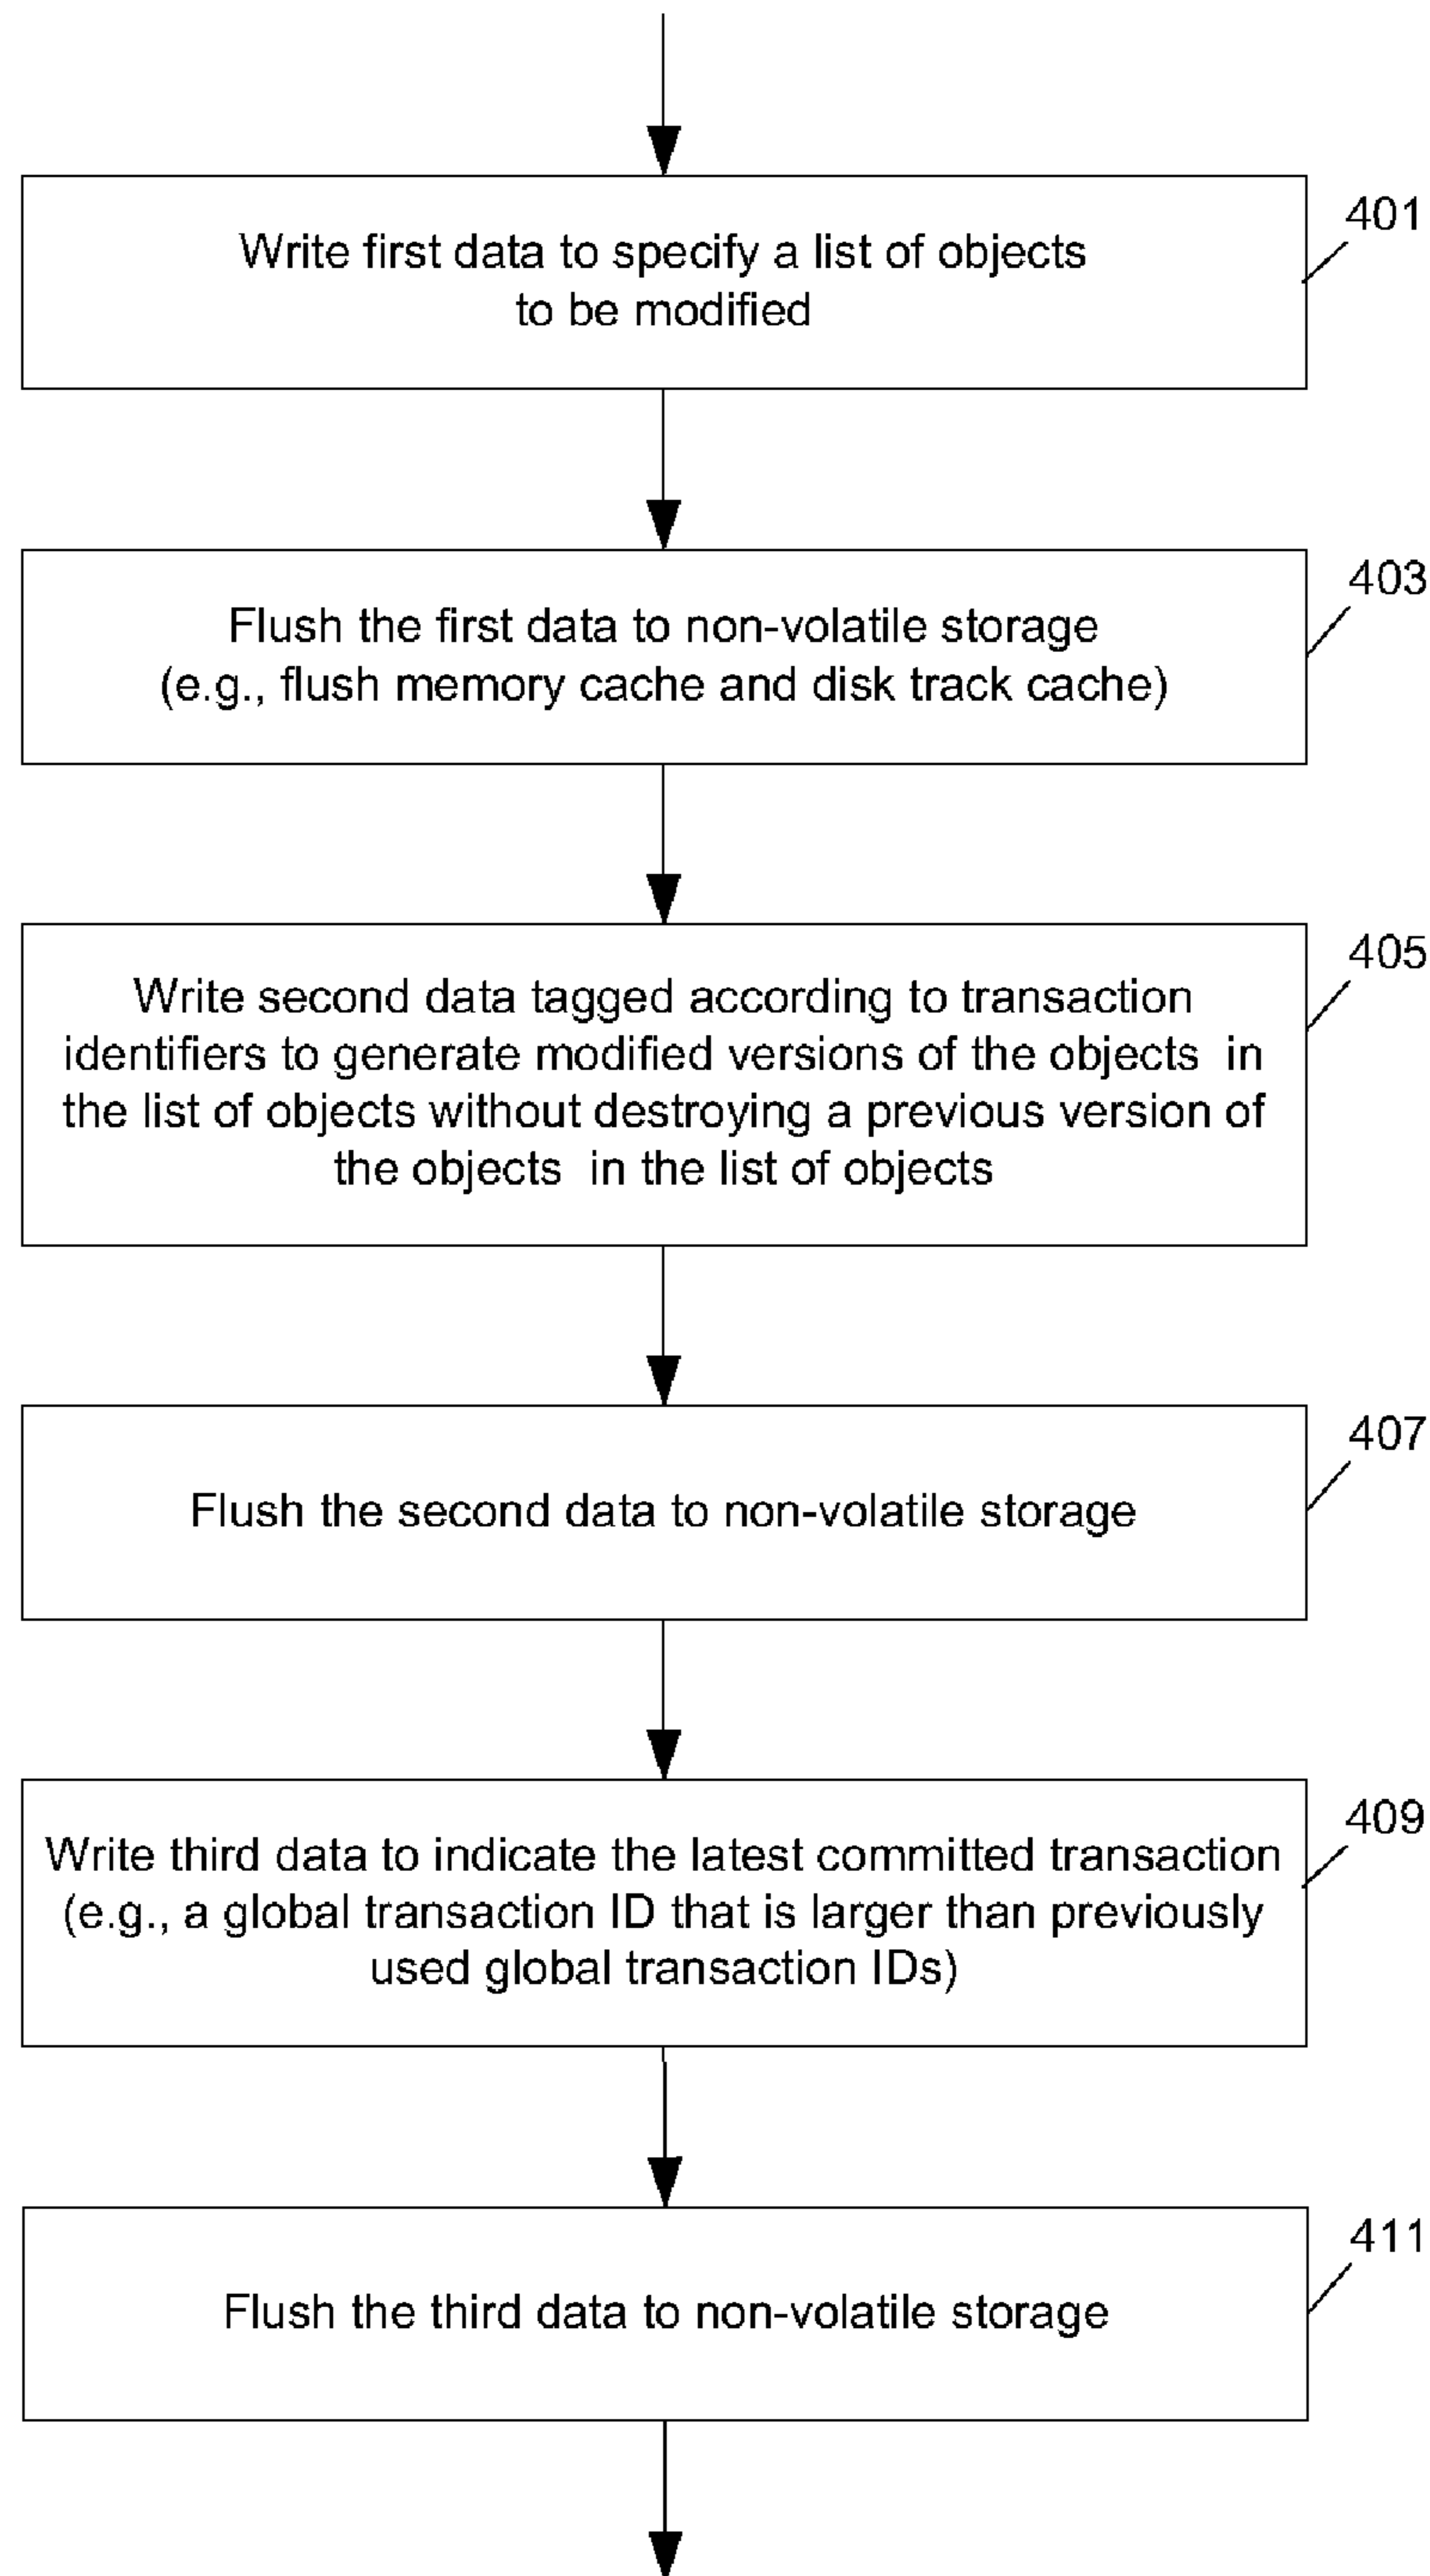 401
Write first data to specify a list of objects
to be modified
403
Flush the first data to non-volatile storage
(e.g., flush memory cache and disk track cache)
405
Write second data tagged according to transaction
identifiers to generate modified versions of the objects in
the list of objects without destroying a previous version of
the objects in the list of objects
407
Flush the second data to non-volatile storage
409
Write third data to indicate the latest committed transaction
(e.g., a global transaction ID that is larger than previously
used global transaction IDs)
411
Flush the third data to non-volatile storage